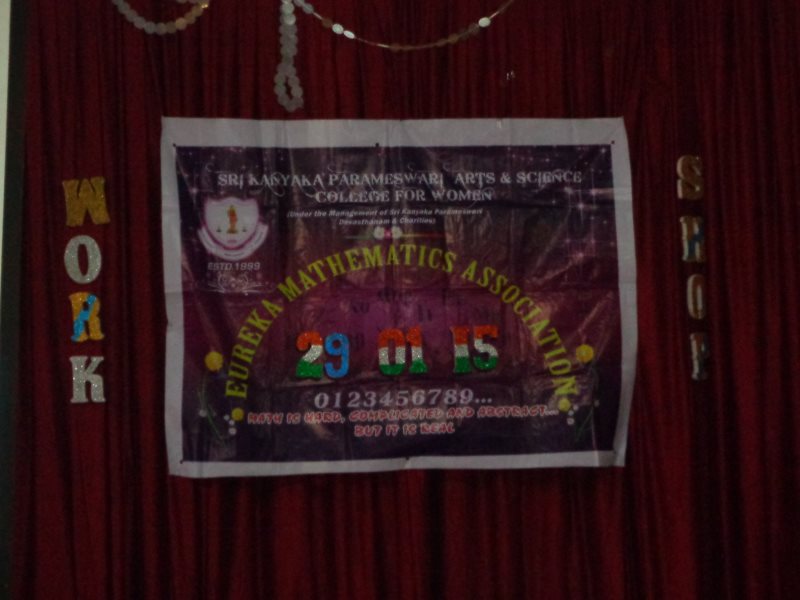 SRI KANYAKA PARAMESWARI ARTS & SCIENCE
COLLEGE FOR WOMEN
(Under the Management of Sri Kanyaka Parameswari
Devasthanam & Charities)
ESTD.1999
EUREKA MATHEMATICS ASSOCIATION
29 01 15
0123456789...
MATH IS HARD, COMPLICATED AND ABSTRACT...
BUT IT IS REAL
WORK
SHOP